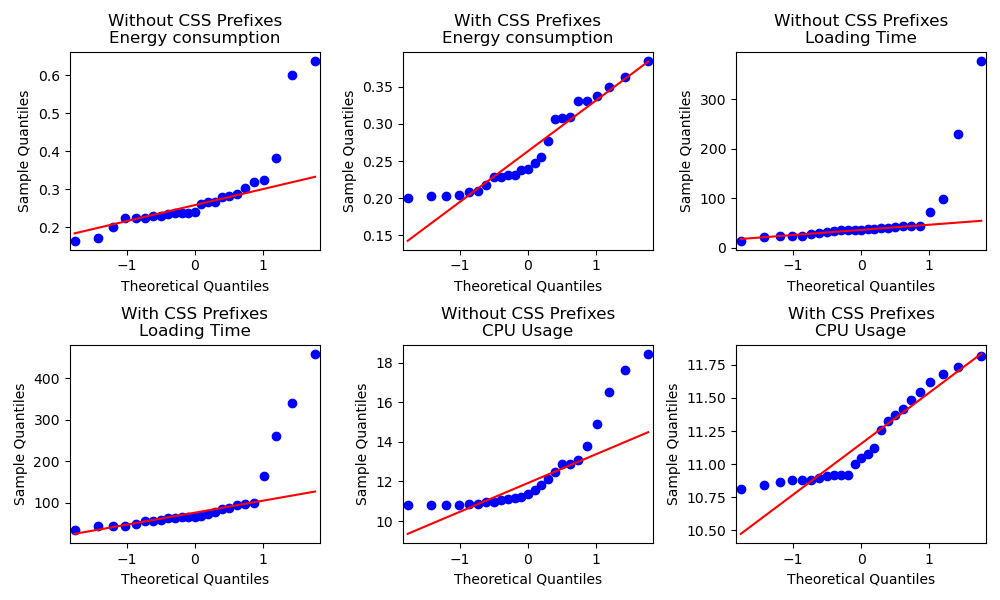 Without CSS Prefixes
Energy consumption
Sample Quantiles
0.6
0.5
0.4
0.3
0.2
−1
0
1
Theoretical Quantiles
With CSS Prefixes
Energy consumption
Sample Quantiles
0.35
0.30
0.25
0.20
0.15
−1
0
1
Theoretical Quantiles
Without CSS Prefixes
Loading Time
Sample Quantiles
300
200
100
0
−1
0
1
Theoretical Quantiles
With CSS Prefixes
Loading Time
Sample Quantiles
400
300
200
100
−1
0
1
Theoretical Quantiles
Without CSS Prefixes
CPU Usage
Sample Quantiles
18
16
14
12
10
−1
0
1
Theoretical Quantiles
With CSS Prefixes
CPU Usage
Sample Quantiles
11.75
11.50
11.25
11.00
10.75
10.50
−1
0
1
Theoretical Quantiles